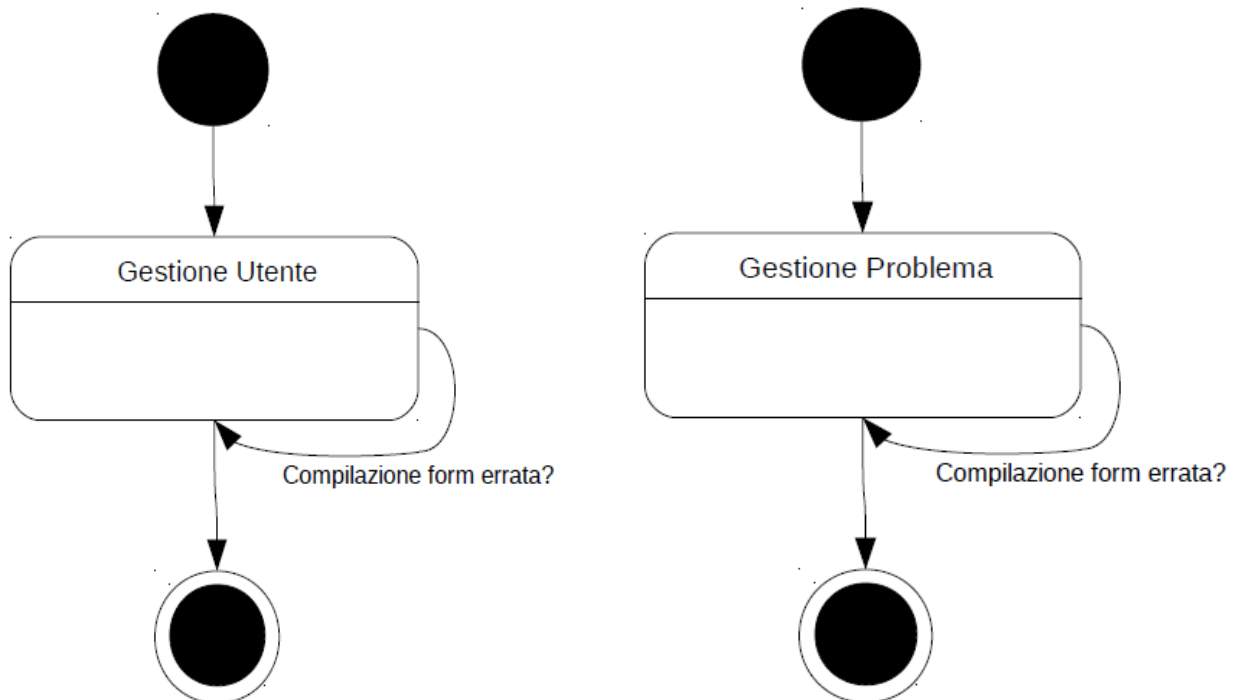 Gestione Utente
Gestione Problema
Compilazione form errata?
Compilazione form errata?